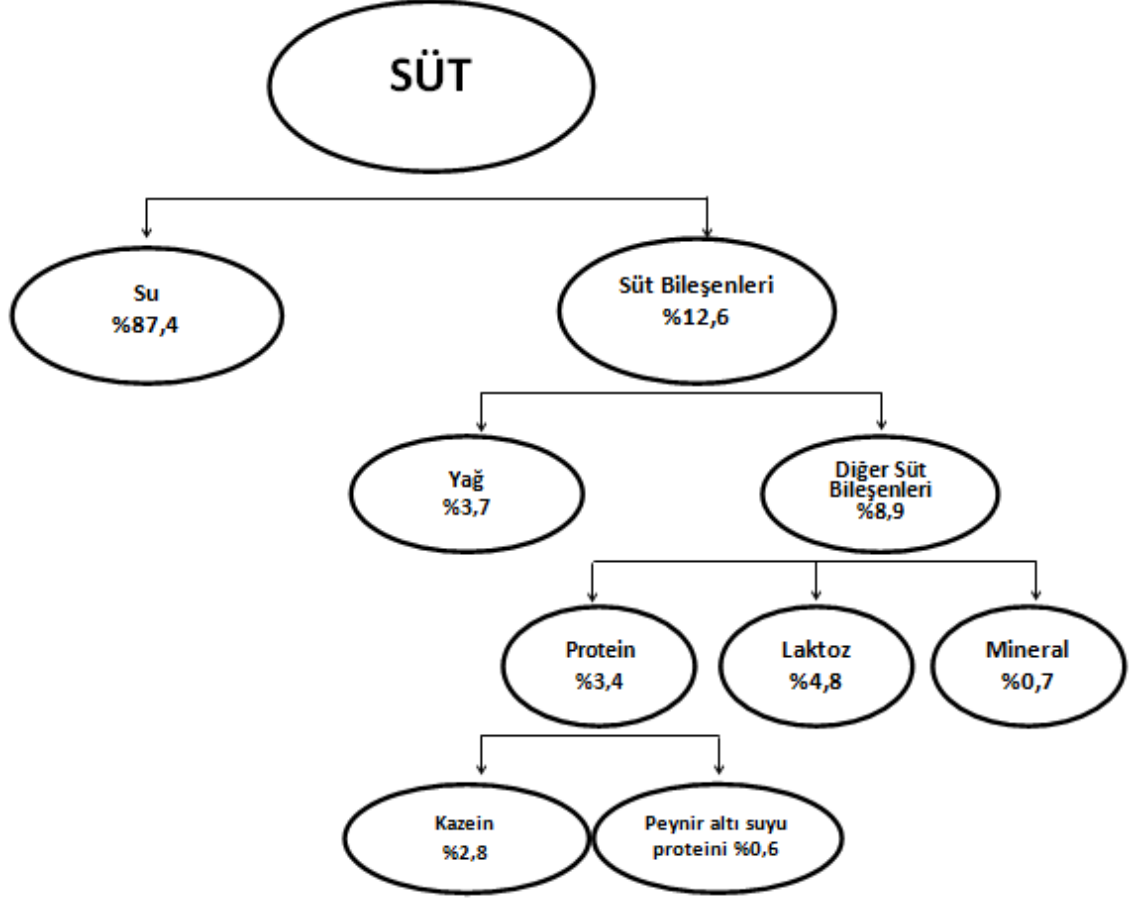 SÜT
Su
%87,4
Süt Bileşenleri
%12,6
Yağ
%3,7
Diğer Süt
Bileşenleri
%8,9
Protein
%3,4
Laktoz
%4,8
Mineral
%0,7
Kazein
%2,8
Peynir altı suyu
proteini %0,6